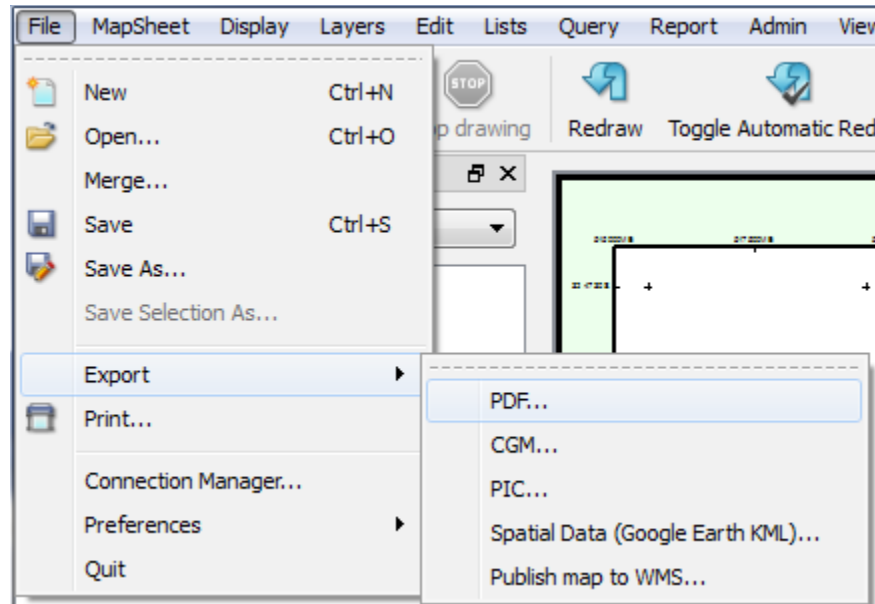 File MapSheet Display Layers Edit Lists Query Report Admin View
New Ctrl+N
Open... Ctrl+O
Merge...
Save Ctrl+S
Save As...
Save Selection As...
Export
Print...
Connection Manager...
Preferences
Quit
STOP
p drawing Redraw Toggle Automatic Red
PDF...
CGM...
PIC...
Spatial Data (Google Earth KML)...
Publish map to WMS...